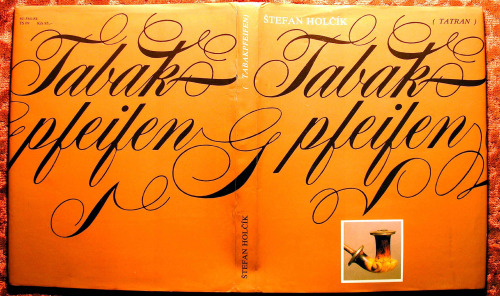 Tabak
pfeifen
( TABAKPFEIFEN )
ŠTEFAN HOLČÍK
ŠTEFAN HOLČÍK
( TATRAN )
Tabak
pfeifen